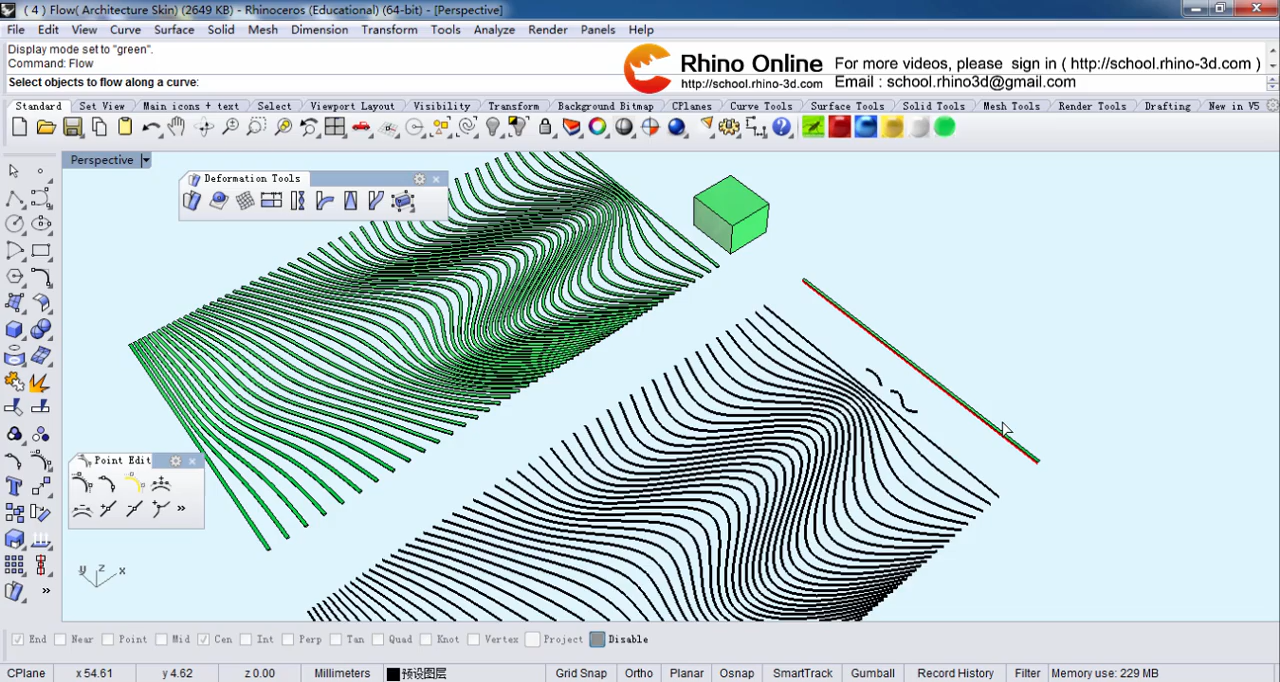 ( 4 ) Flow( Architecture Skin) (2649 KB) - Rhinoceros (Educational) (64-bit) - [Perspective]
File Edit View Curve Surface Solid Mesh Dimension Transform Tools Analyze Render Panels Help
Display mode set to "green".
Command: Flow
Select objects to flow along a curve:
Rhino Online
http://school.rhino-3d.com
For more videos, please sign in ( http://school.rhino-3d.com )
Email : school.rhino3d@gmail.com
Standard Set View Main icons + text Select Viewport Layout Visibility Transform Background Bitmap CPlanes Curve Tools Surface Tools Solid Tools Mesh Tools Render Tools Drafting New in V5
Perspective
Deformation Tools
Point Edit
y z x
End Near Point Mid Cen Int Perp Tan Quad Knot Vertex Project Disable
CPlane x 54.61 y 4.62 z 0.00 Millimeters 预设图层 Grid Snap Ortho Planar Osnap SmartTrack Gumball Record History Filter Memory use: 229 MB